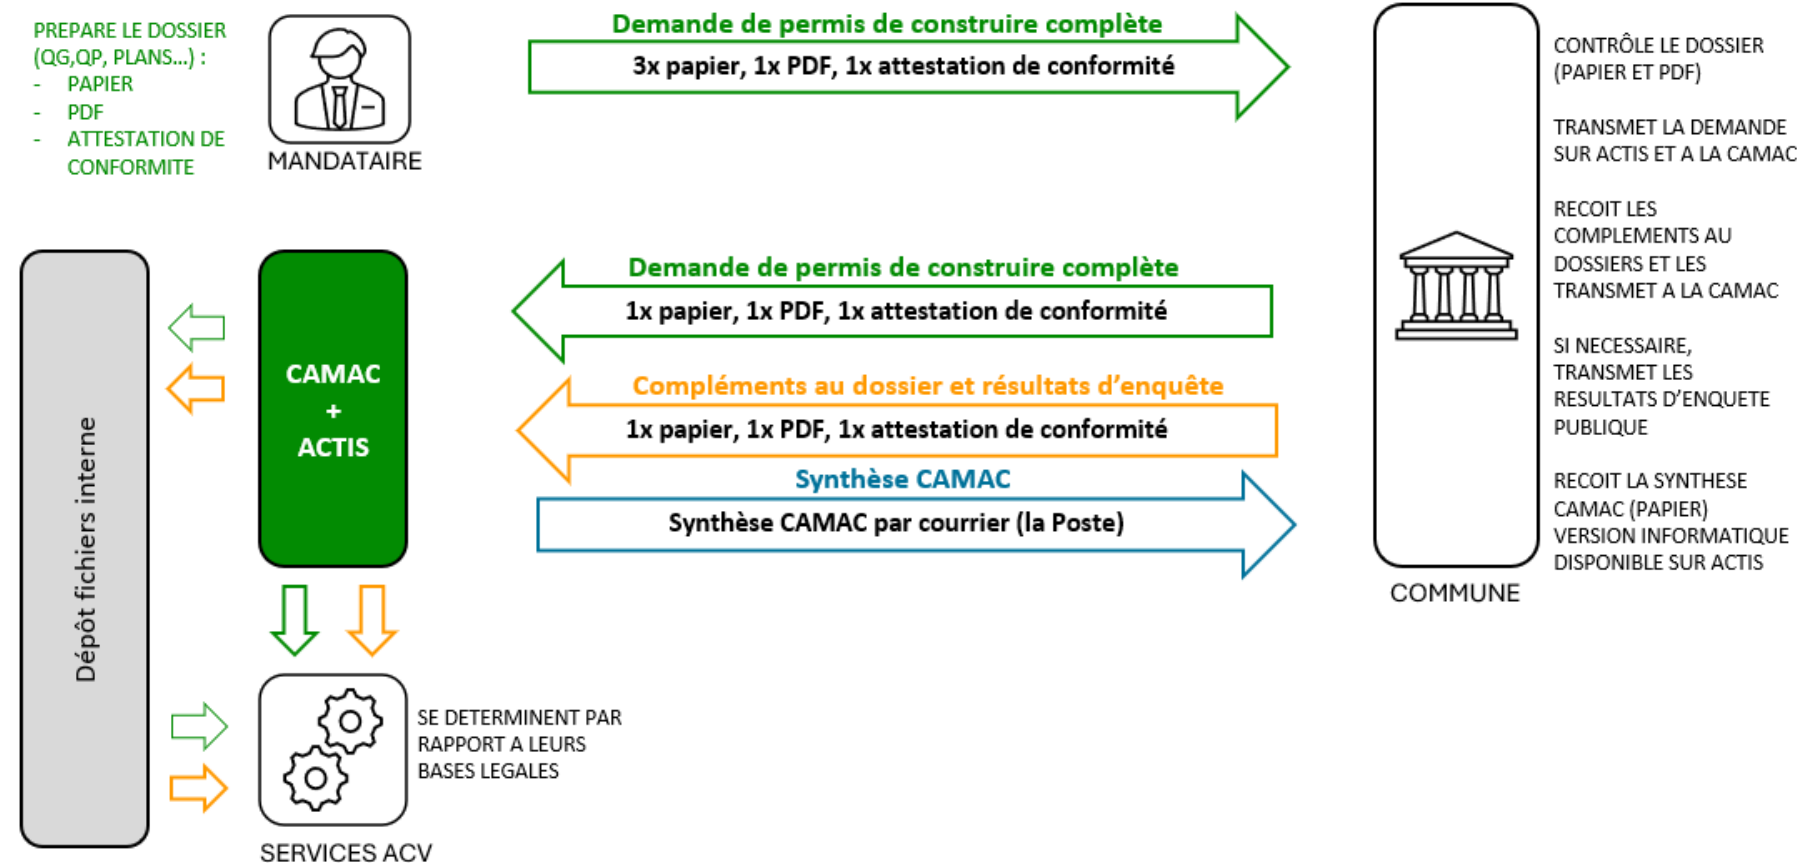 PREPARE LE DOSSIER
(QG,QP, PLANS...) :
- PAPIER
- PDF
- ATTESTATION DE
CONFORMITE
MANDATAIRE
Demande de permis de construire complète
3x papier, 1x PDF, 1x attestation de conformité
CONTRÔLE LE DOSSIER
(PAPIER ET PDF)
TRANSMET LA DEMANDE
SUR ACTIS ET A LA CAMAC
RECOIT LES
COMPLEMENTS AU
DOSSIERS ET LES
TRANSMET A LA CAMAC
SI NECESSAIRE,
TRANSMET LES
RESULTATS D'ENQUETE
PUBLIQUE
RECOIT LA SYNTHESE
CAMAC (PAPIER)
VERSION INFORMATIQUE
DISPONIBLE SUR ACTIS
COMMUNE
Demande de permis de construire complète
1x papier, 1x PDF, 1x attestation de conformité
Compléments au dossier et résultats d'enquête
1x papier, 1x PDF, 1x attestation de conformité
Synthèse CAMAC
Synthèse CAMAC par courrier (la Poste)
CAMAC
+
ACTIS
Dépôt fichiers interne
SE DETERMINENT PAR
RAPPORT A LEURS
BASES LEGALES
SERVICES ACV